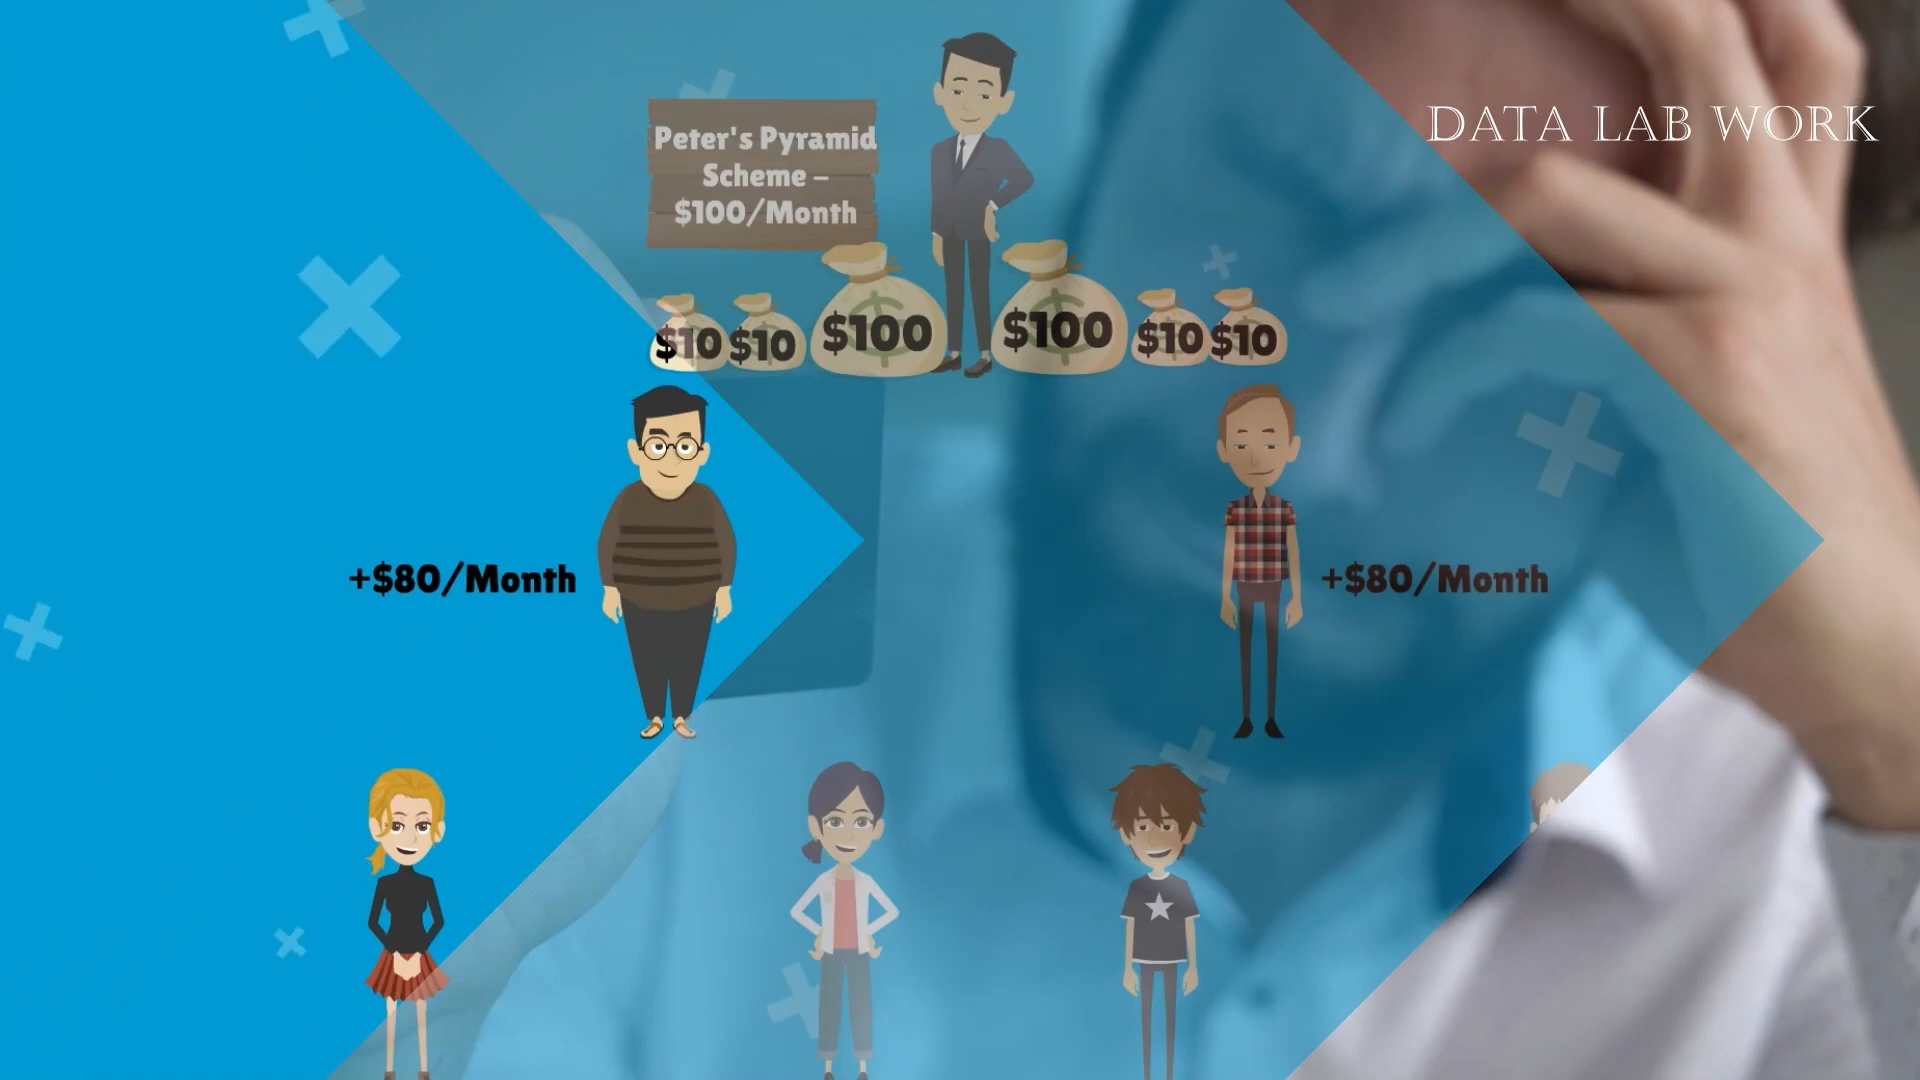 DATA LAB WORK
Peter's Pyramid
Scheme –
$100/Month
$10 $10 $100 $100 $10 $10
+$80/Month +$80/Month